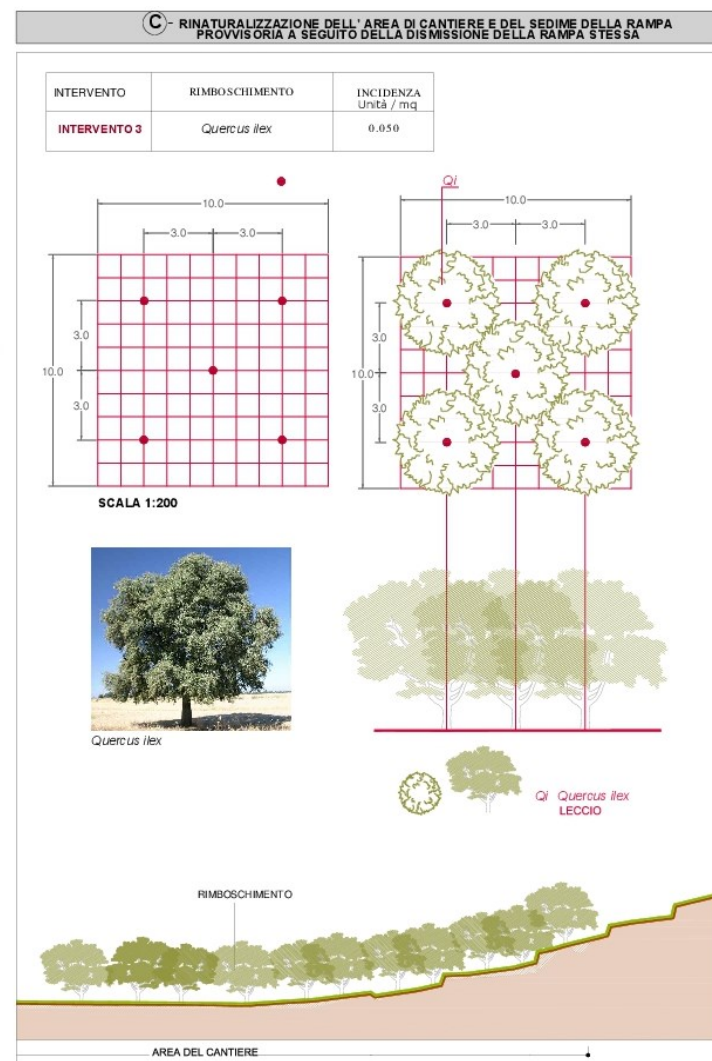 C - RINATURALIZZAZIONE DELL' AREA DI CANTIERE E DEL SEDIME DELLA RAMPA
PROVVISORIA A SEGUITO DELLA DISMISSIONE DELLA RAMPA STESSA
INTERVENTO RIMBOSCHIMENTO INCIDENZA
Unità / mq
INTERVENTO 3 Quercus ilex 0.050
Qi
10.0 10.0
3.0 3.0 3.0 3.0
3.0 3.0
10.0 10.0
3.0 3.0
SCALA 1:200
Quercus ilex
Qi Quercus ilex
LECCIO
RIMBOSCHIMENTO
AREA DEL CANTIERE